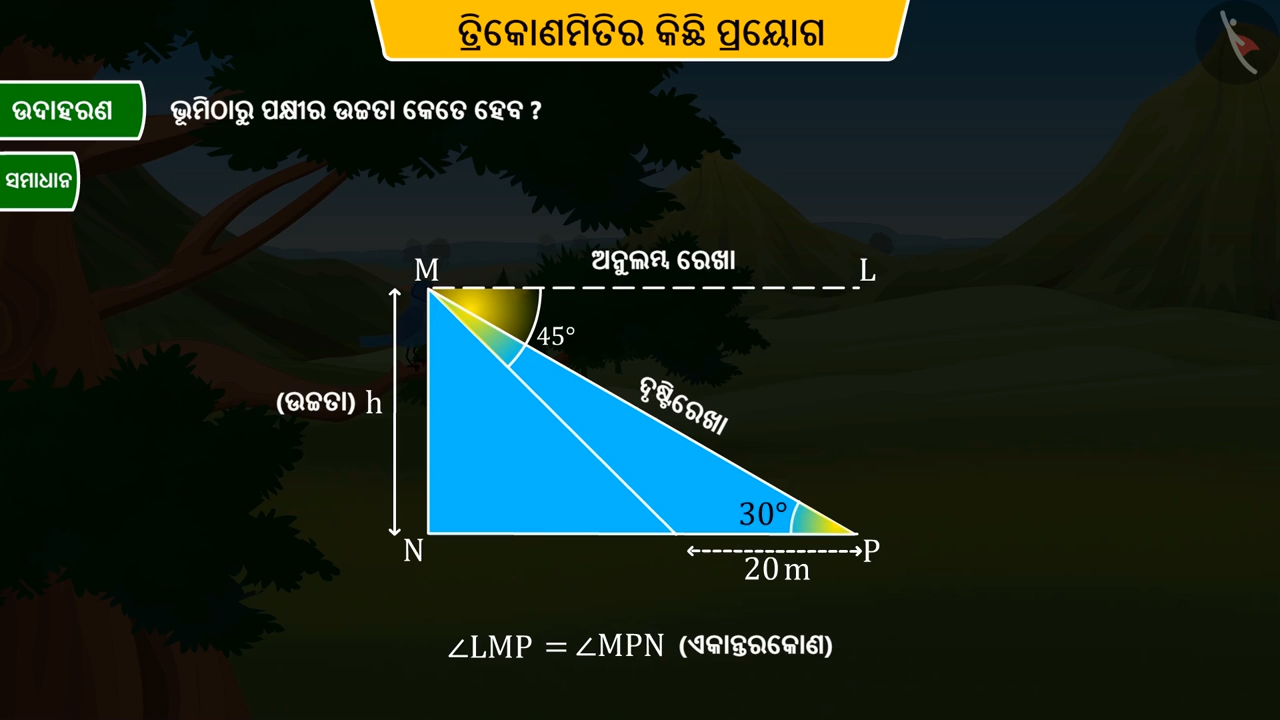 ତ୍ରିକୋଣମିତିର କିଛି ପ୍ରୟୋଗ
ଉଦାହରଣ
ଭୂମିଠାରୁ ପକ୍ଷୀର ଉଚ୍ଚତା କେତେ ହେବ ?
ସମାଧାନ
M
ଅନୁଲମ୍ବ ରେଖା
L
45°
ଦୃଷ୍ଟିରେଖା
(ଉଚ୍ଚତା) h
30°
N
P
20 m
∠LMP = ∠MPN (ଏକାନ୍ତରକୋଣ)